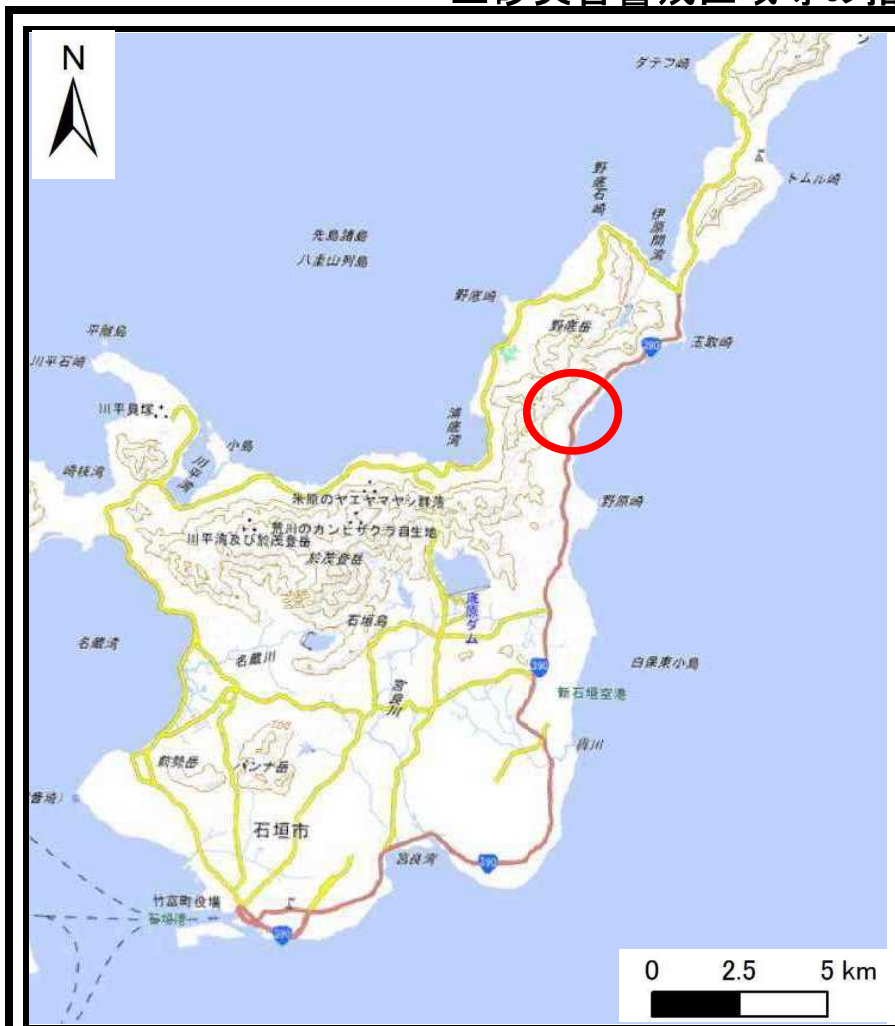 N
ダテフ崎
トムル崎
野底石崎
伊原間湾
先島諸島
八重山列島
野底崎
野底岳
玉取崎
390
平離島
川平石崎
川平貝塚
浦底湾
小島
川平湾
崎枝湾
米原のヤエヤマヤシ群落
野原崎
荒川のカンヒザクラ自生地
川平湾及び於茂登岳
於茂登岳
底原ダム
石垣島
名蔵湾
名蔵川
白保東小島
390
宮良川
新石垣空港
前勢岳
バンナ岳
石垣市
宮良湾
390
竹富町役場
石垣港
390
0 2.5 5 km